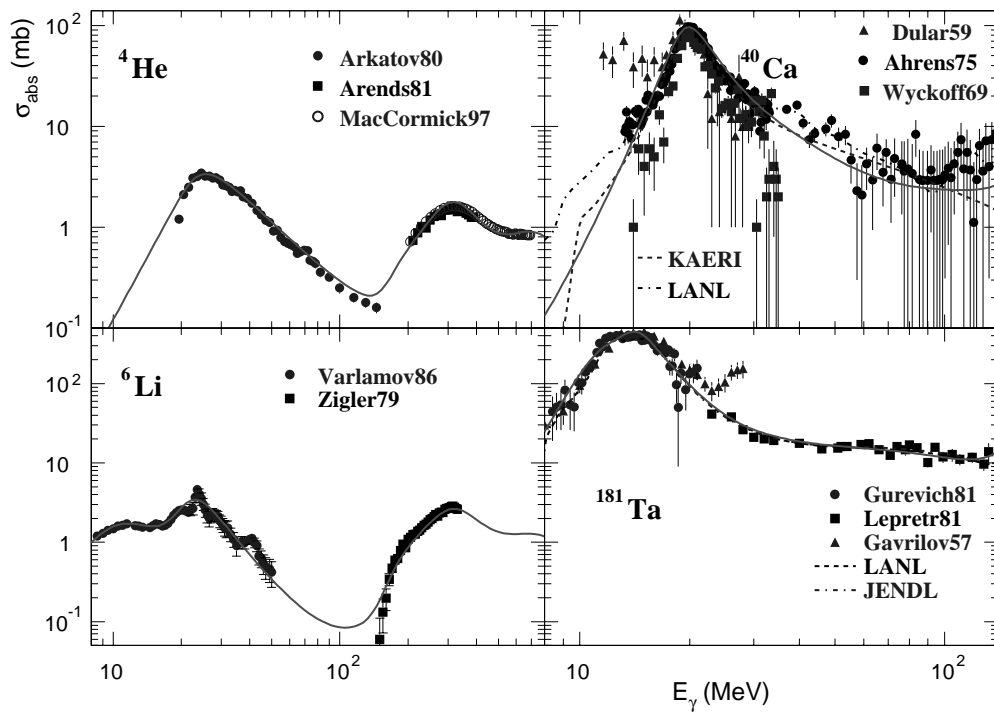 σabs (mb)
10²
10
1
10⁻¹
⁴He
Arkatov80
Arends81
MacCormick97
⁴⁰Ca
Dular59
Ahrens75
Wyckoff69
KAERI
LANL
10²
10
1
10⁻¹
⁶Li
Varlamov86
Zigler79
¹⁸¹Ta
Gurevich81
Lepretr81
Gavrilov57
LANL
JENDL
10
10²
10
10²
Eγ (MeV)